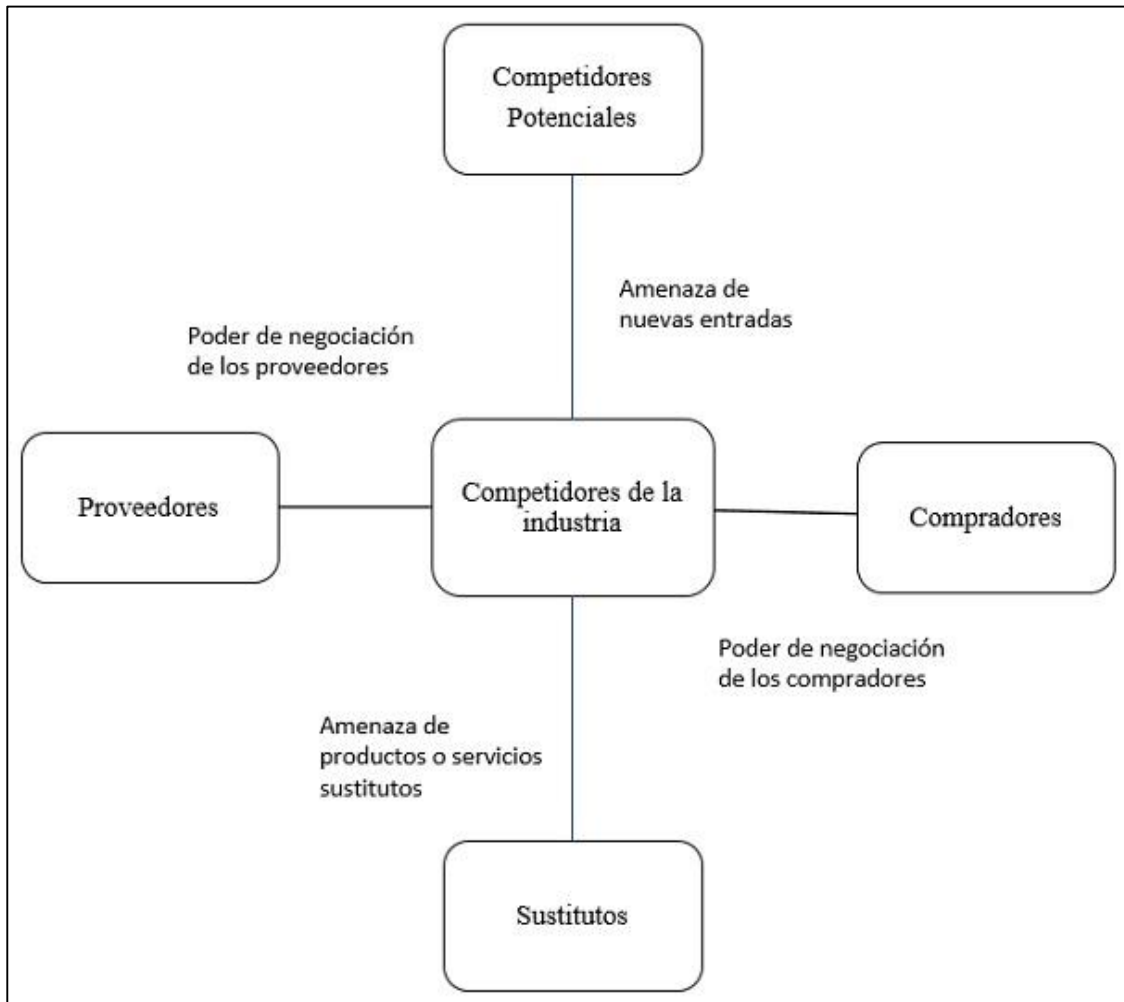 Competidores
Potenciales
Amenaza de
nuevas entradas
Poder de negociación
de los proveedores
Proveedores
Competidores de la
industria
Compradores
Poder de negociación
de los compradores
Amenaza de
productos o servicios
sustitutos
Sustitutos